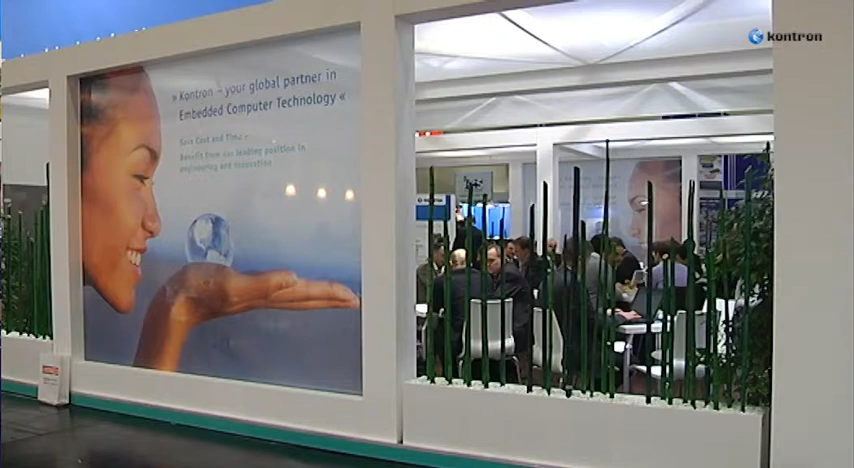 kontron
» Kontron – your global partner in
Embedded Computer Technology «
Save Cost and Time –
Benefit from our leading position in
engineering and innovation